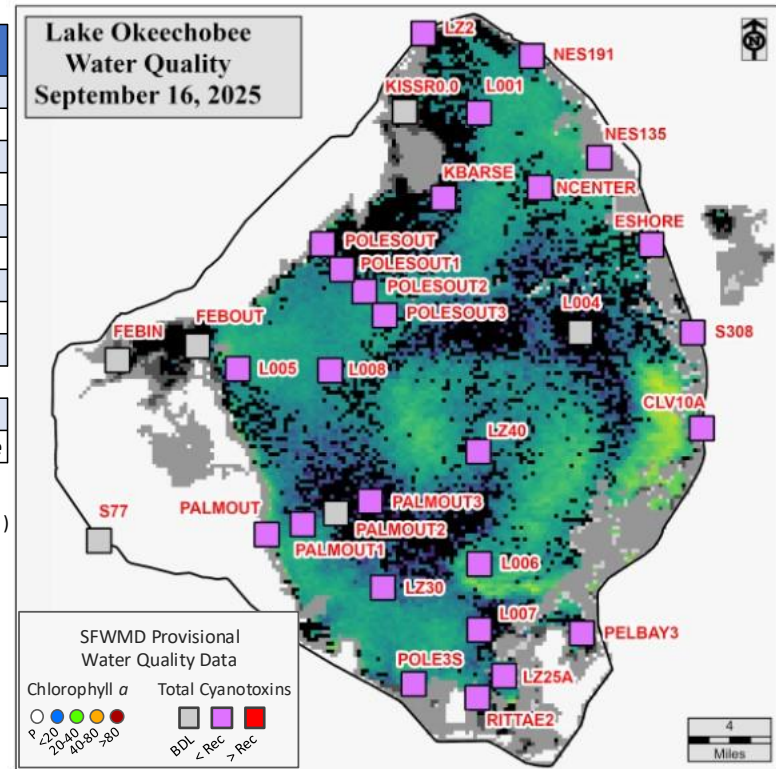 Lake Okeechobee
Water Quality
September 16, 2025
N
LZ2
NES191
KISSR0.0
L001
NES135
KBARSE
NCENTER
ESHORE
POLESOUT
POLESOUT1
POLESOUT2
POLESOUT3
L004
S308
FEBIN
FEBOUT
L005
L008
CLV10A
LZ40
e
)
S77
PALMOUT
PALMOUT3
PALMOUT2
PALMOUT1
L006
LZ30
L007
PELBAY3
POLE3S
LZ25A
RITTAE2
SFWMD Provisional
Water Quality Data
Chlorophyll a
Total Cyanotoxins
P <20 20-40 40-80 >80
BDL < Rec > Rec
4
Miles